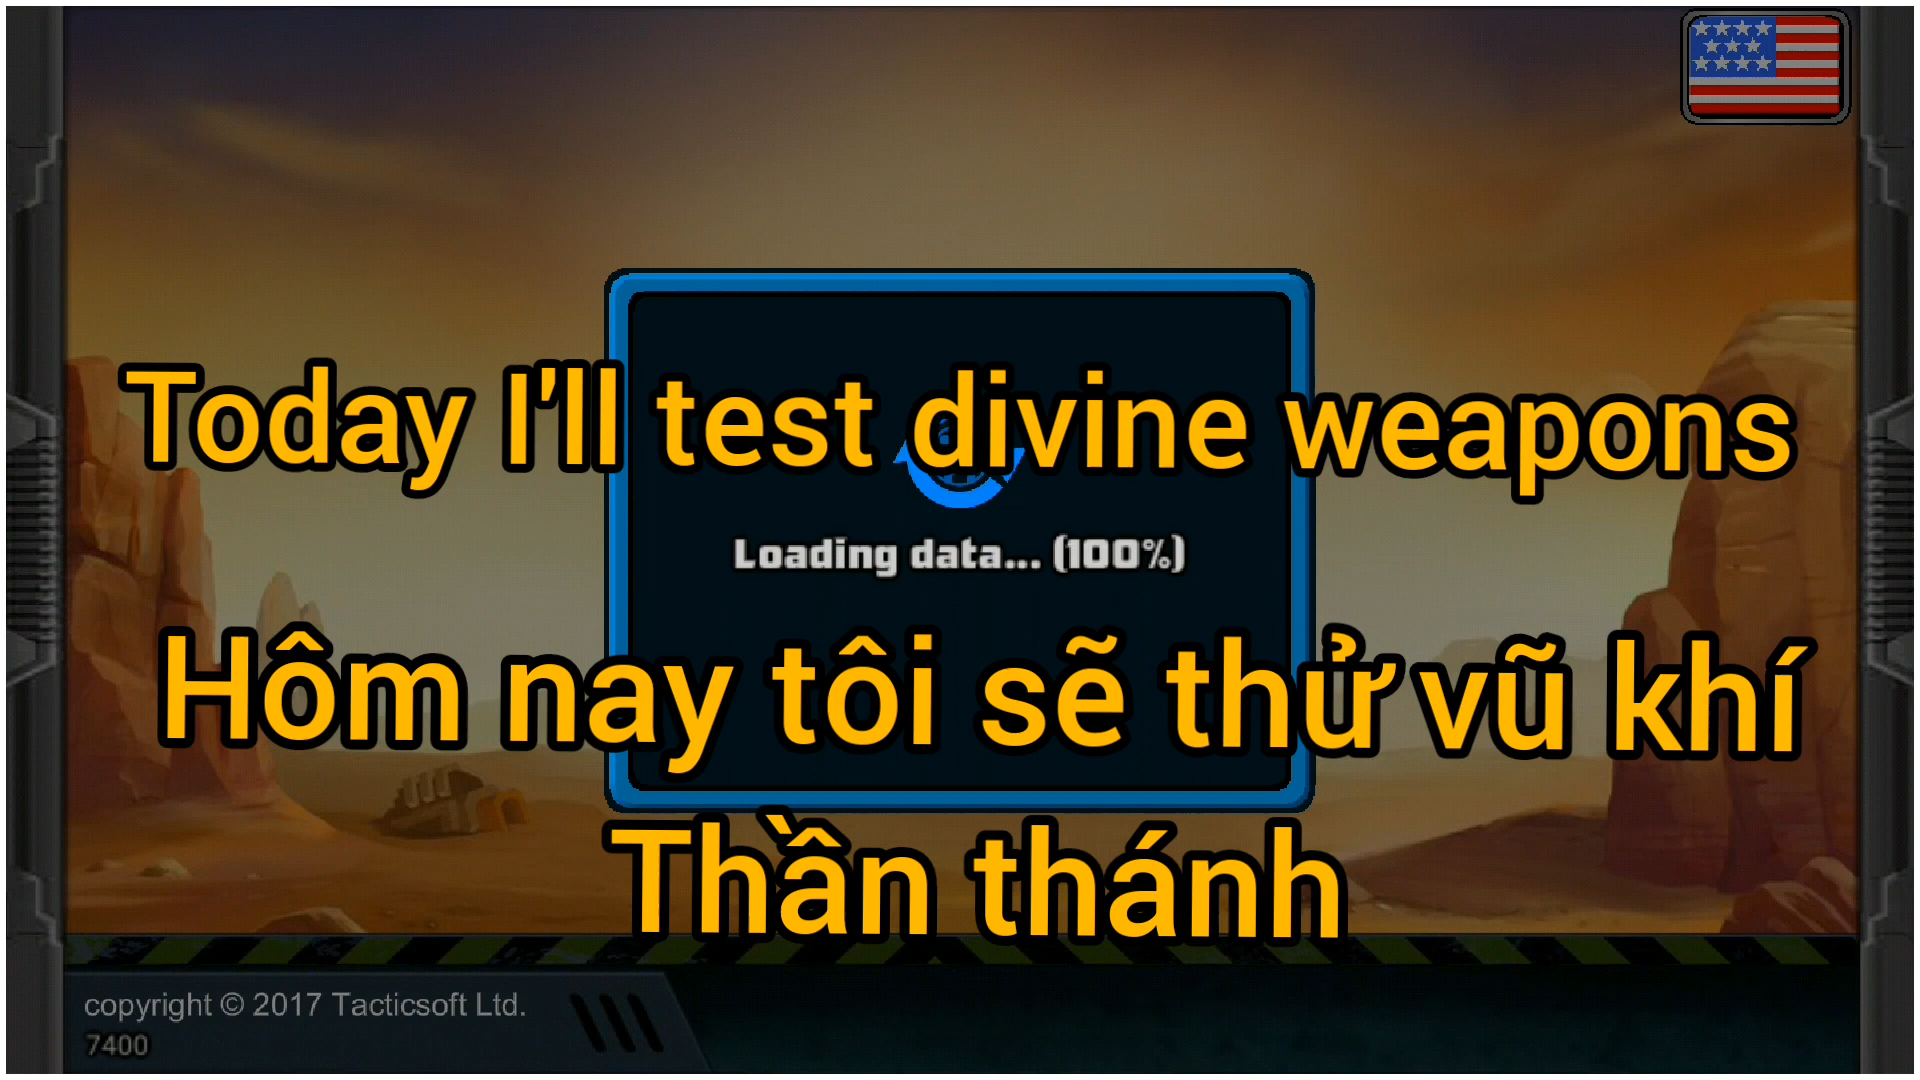 Today I'll test divine weapons
Loading data... (100%)
Hôm nay tôi sẽ thử vũ khí
Thần thánh
copyright © 2017 Tacticsoft Ltd.
7400